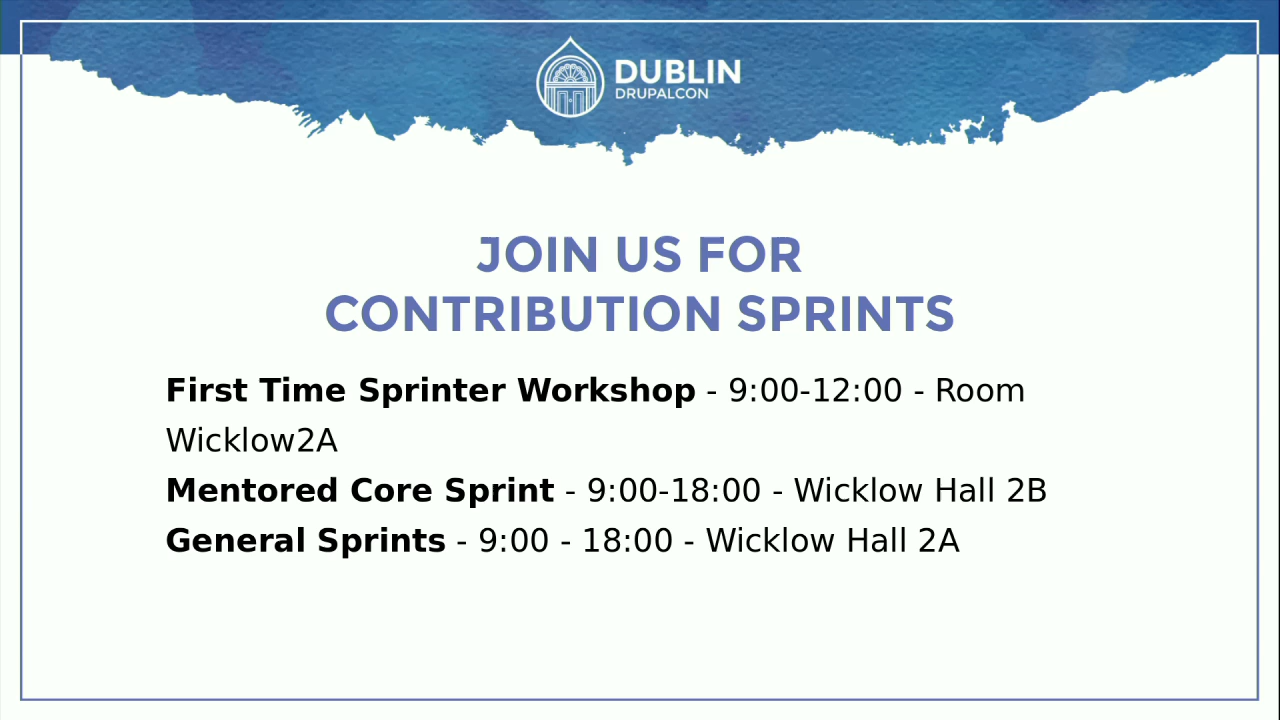 DUBLIN
DRUPALCON
JOIN US FOR
CONTRIBUTION SPRINTS
First Time Sprinter Workshop - 9:00-12:00 - Room
Wicklow2A
Mentored Core Sprint - 9:00-18:00 - Wicklow Hall 2B
General Sprints - 9:00 - 18:00 - Wicklow Hall 2A